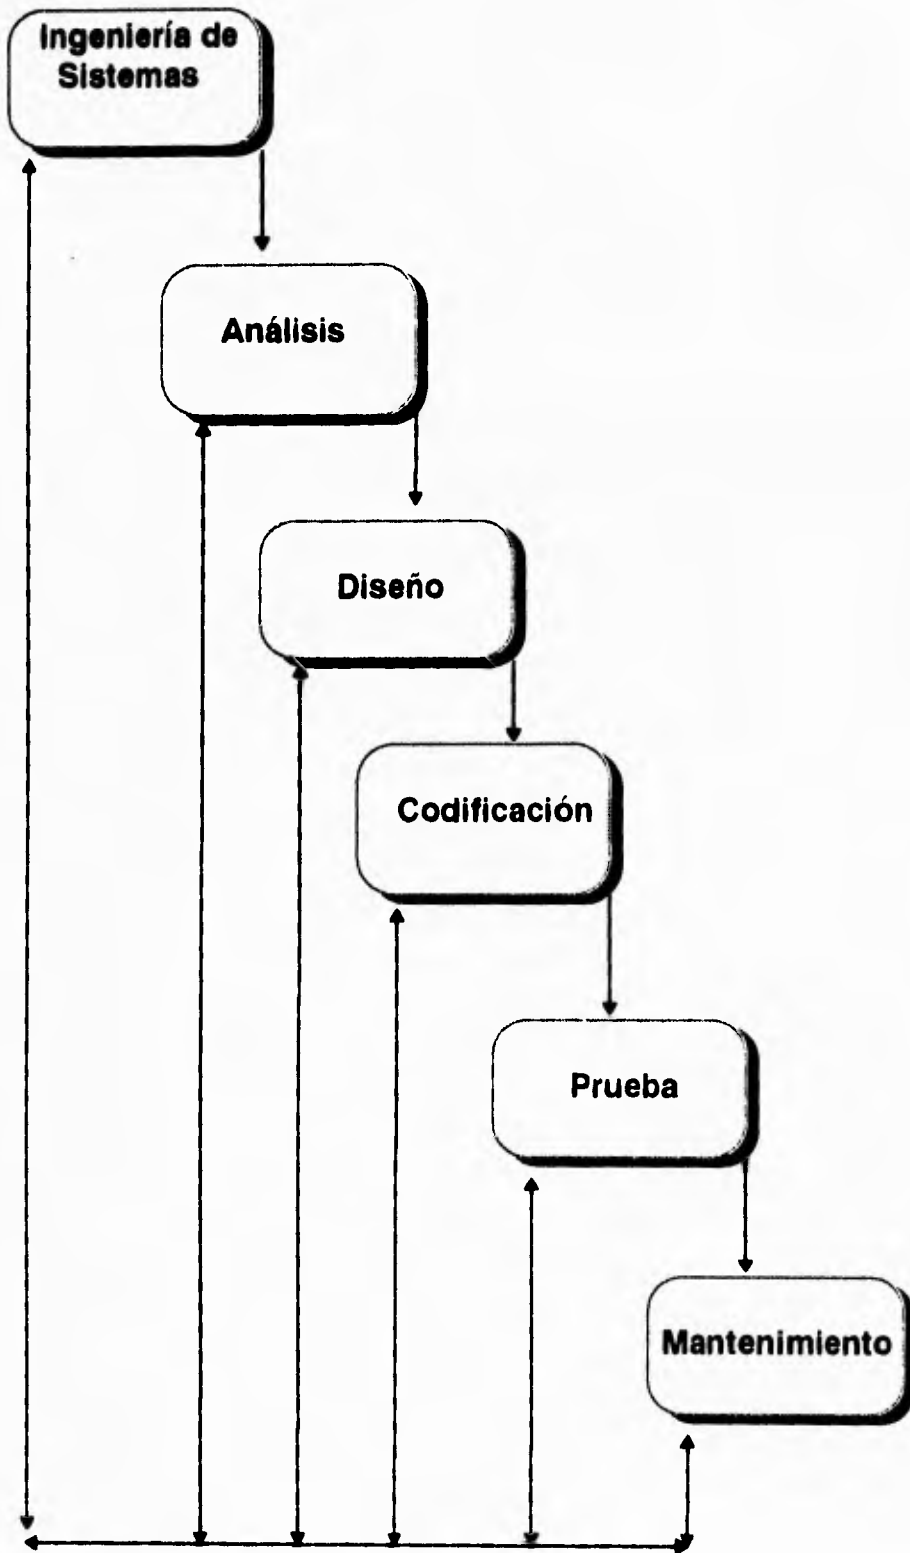 Ingeniería de
Sistemas
Análisis
Diseño
Codificación
Prueba
Mantenimiento